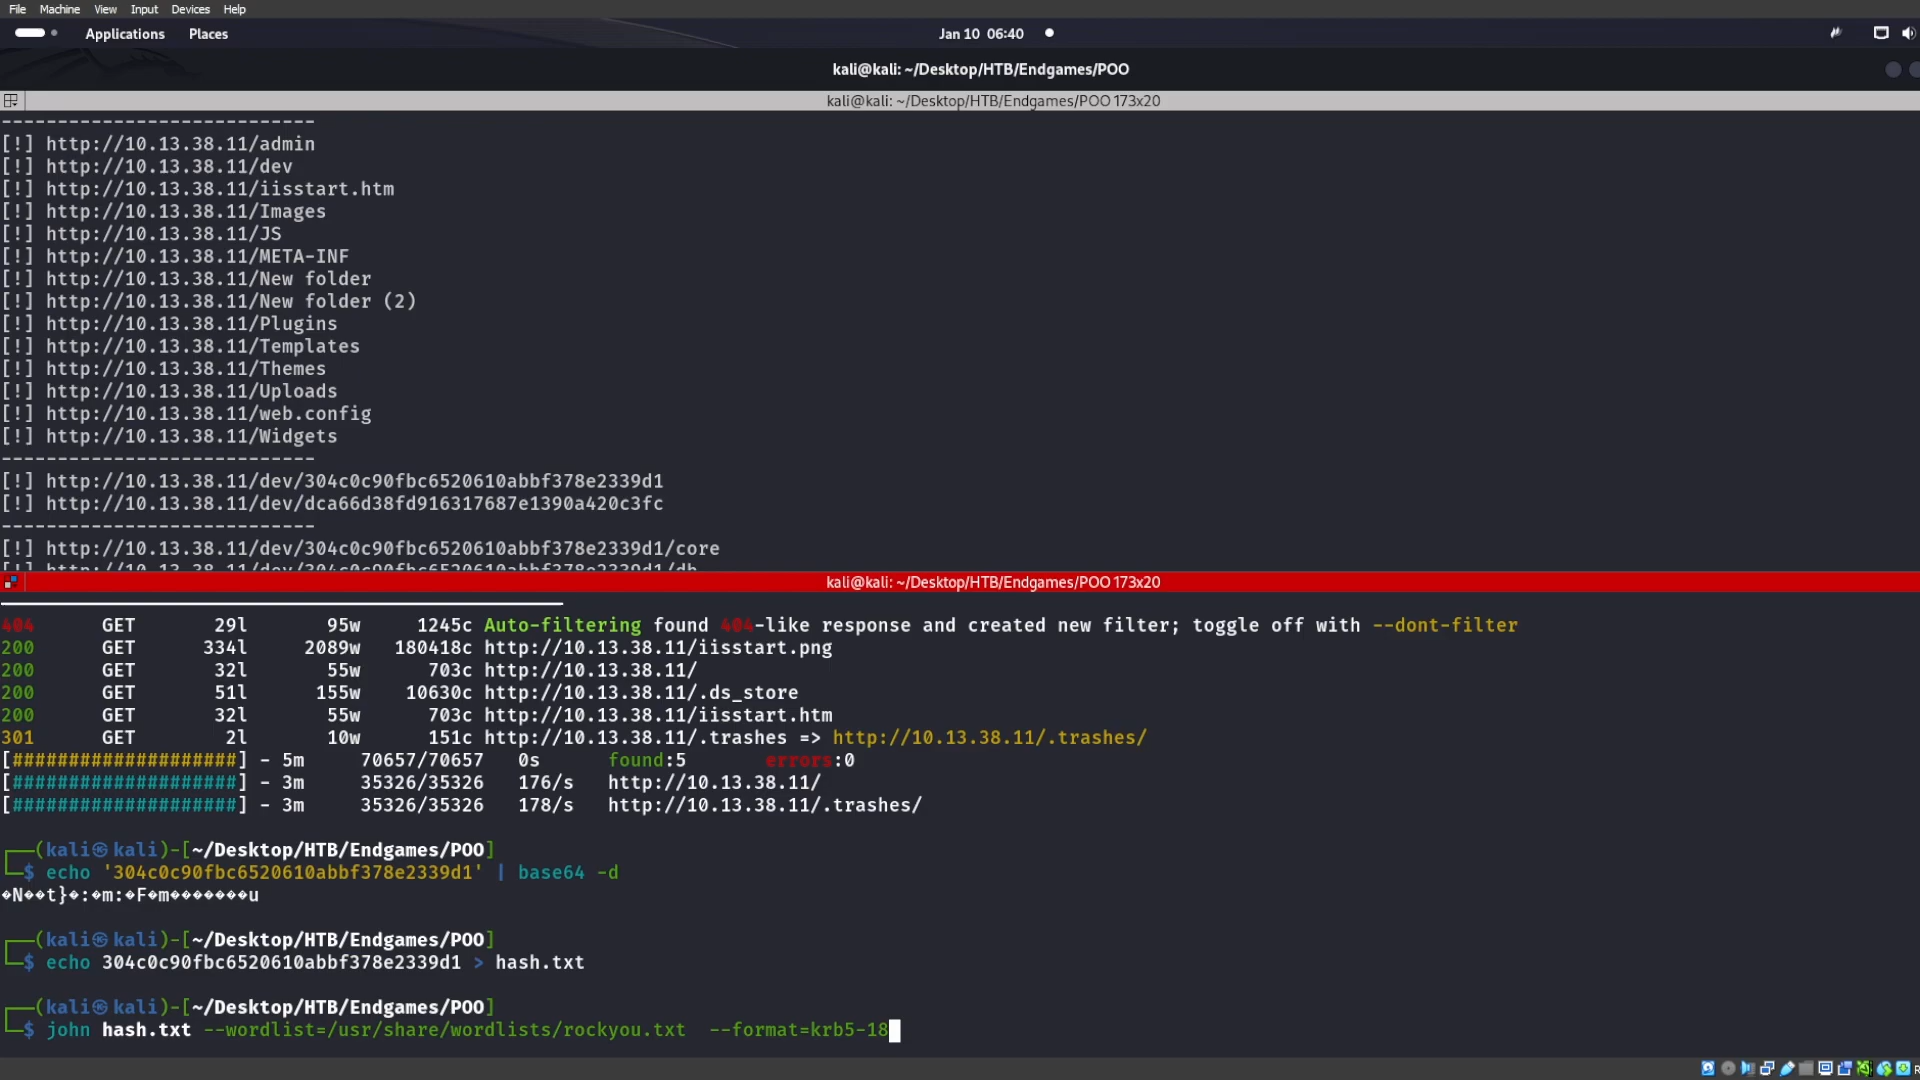 File Machine View Input Devices Help
Applications Places Jan 10 06:40
kali@kali: ~/Desktop/HTB/Endgames/POO
kali@kali: ~/Desktop/HTB/Endgames/POO 173x20
----------------------------
[!] http://10.13.38.11/admin
[!] http://10.13.38.11/dev
[!] http://10.13.38.11/iisstart.htm
[!] http://10.13.38.11/Images
[!] http://10.13.38.11/JS
[!] http://10.13.38.11/META-INF
[!] http://10.13.38.11/New folder
[!] http://10.13.38.11/New folder (2)
[!] http://10.13.38.11/Plugins
[!] http://10.13.38.11/Templates
[!] http://10.13.38.11/Themes
[!] http://10.13.38.11/Uploads
[!] http://10.13.38.11/web.config
[!] http://10.13.38.11/Widgets
----------------------------
[!] http://10.13.38.11/dev/304c0c90fbc6520610abbf378e2339d1
[!] http://10.13.38.11/dev/dca66d38fd916317687e1390a420c3fc
----------------------------
[!] http://10.13.38.11/dev/304c0c90fbc6520610abbf378e2339d1/core
[!] http://10.13.38.11/dev/304c0c90fbc6520610abbf378e2339d1/db
kali@kali: ~/Desktop/HTB/Endgames/POO 173x20
404 GET 29l 95w 1245c Auto-filtering found 404-like response and created new filter; toggle off with --dont-filter
200 GET 334l 2089w 180418c http://10.13.38.11/iisstart.png
200 GET 32l 55w 703c http://10.13.38.11/
200 GET 51l 155w 10630c http://10.13.38.11/.ds_store
200 GET 32l 55w 703c http://10.13.38.11/iisstart.htm
301 GET 2l 10w 151c http://10.13.38.11/.trashes => http://10.13.38.11/.trashes/
[####################] - 5m 70657/70657 0s found:5 errors:0
[####################] - 3m 35326/35326 176/s http://10.13.38.11/
[####################] - 3m 35326/35326 178/s http://10.13.38.11/.trashes/
┌──(kali㉿kali)-[~/Desktop/HTB/Endgames/POO]
└─$ echo '304c0c90fbc6520610abbf378e2339d1' | base64 -d
�N��t}�:�m:�F�m�������u
┌──(kali㉿kali)-[~/Desktop/HTB/Endgames/POO]
└─$ echo 304c0c90fbc6520610abbf378e2339d1 > hash.txt
┌──(kali㉿kali)-[~/Desktop/HTB/Endgames/POO]
└─$ john hash.txt --wordlist=/usr/share/wordlists/rockyou.txt --format=krb5-18